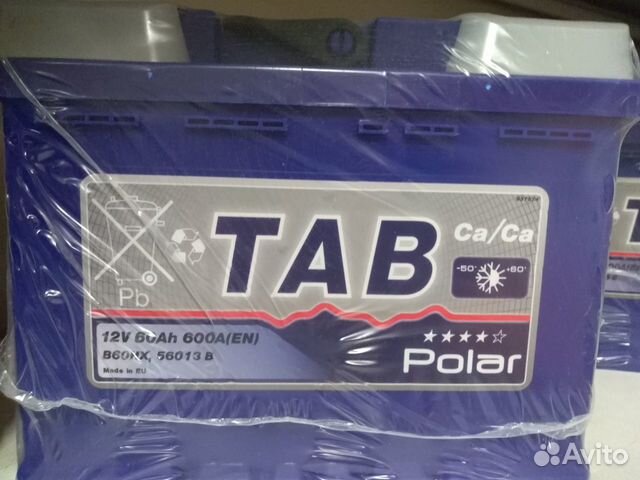 TAB
Ca/Ca
-50° +60°
Pb
12V 60Ah 600A(EN)
B60HX, 56013 B
Made in EU
Polar
Avito